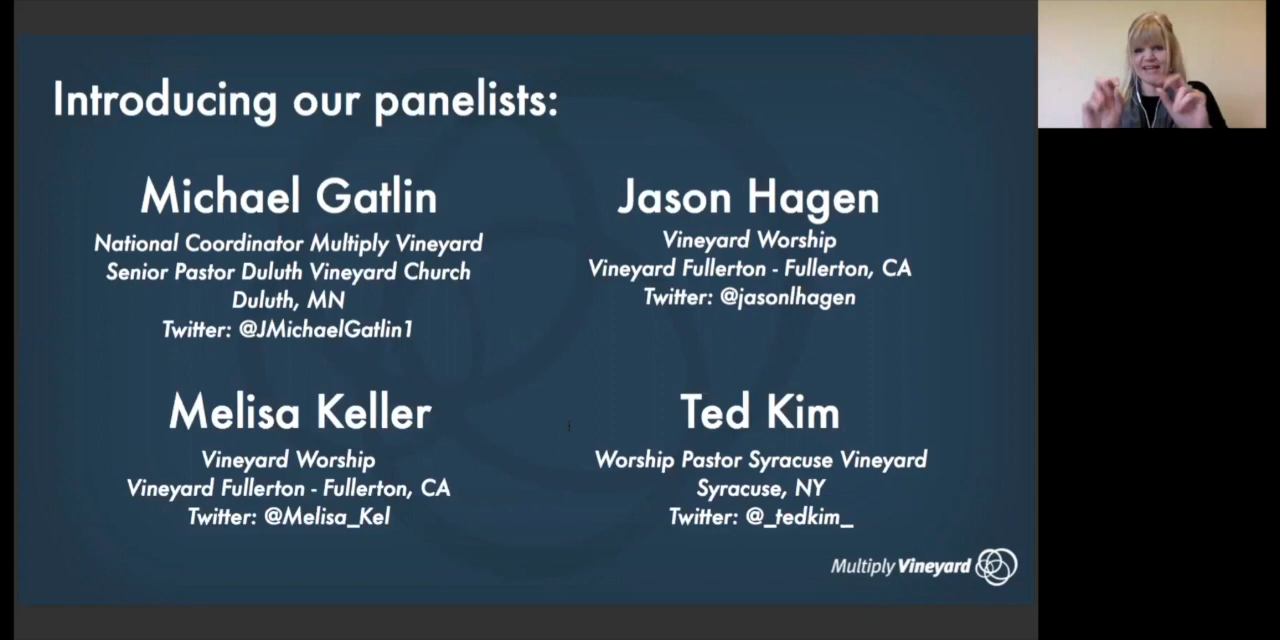 Introducing our panelists:
Michael Gatlin
National Coordinator Multiply Vineyard
Senior Pastor Duluth Vineyard Church
Duluth, MN
Twitter: @JMichaelGatlin1
Jason Hagen
Vineyard Worship
Vineyard Fullerton - Fullerton, CA
Twitter: @jasonlhagen
Melisa Keller
Vineyard Worship
Vineyard Fullerton - Fullerton, CA
Twitter: @Melisa_Kel
Ted Kim
Worship Pastor Syracuse Vineyard
Syracuse, NY
Twitter: @_tedkim_
Multiply Vineyard